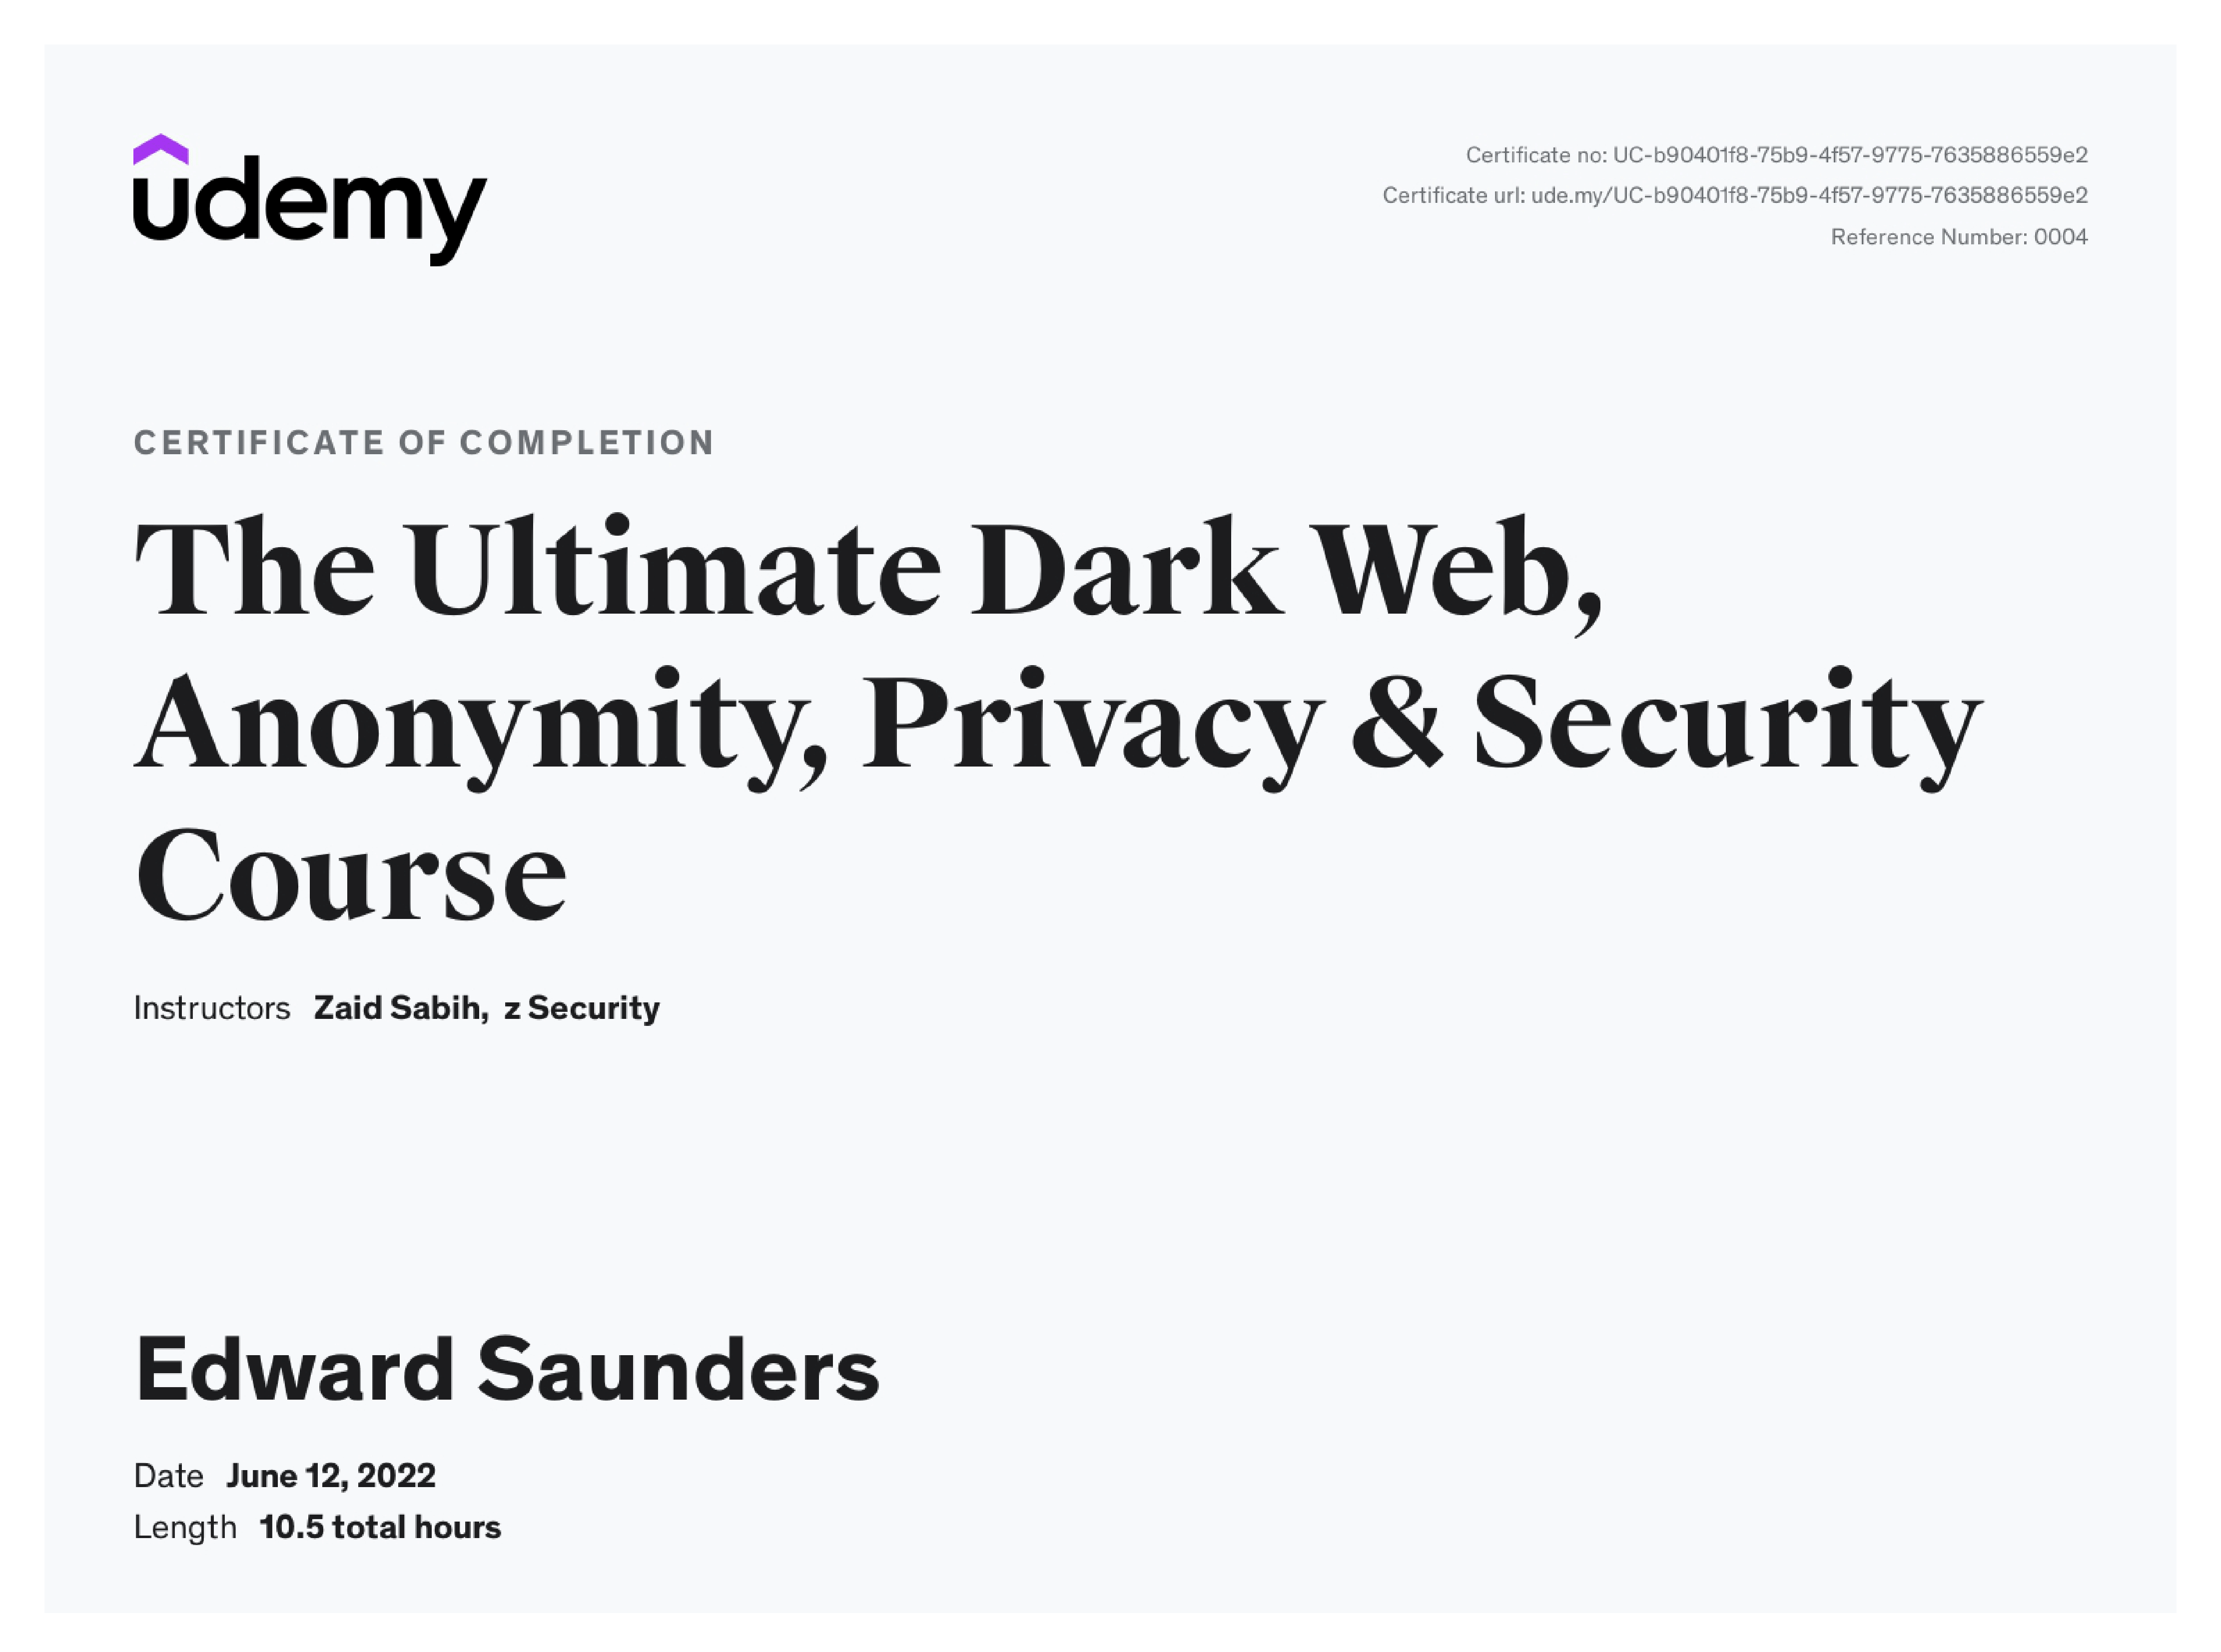 udemy
Certificate no: UC-b90401f8-75b9-4f57-9775-7635886559e2
Certificate url: ude.my/UC-b90401f8-75b9-4f57-9775-7635886559e2
Reference Number: 0004
CERTIFICATE OF COMPLETION
The Ultimate Dark Web,
Anonymity, Privacy & Security
Course
Instructors Zaid Sabih, z Security
Edward Saunders
Date June 12, 2022
Length 10.5 total hours